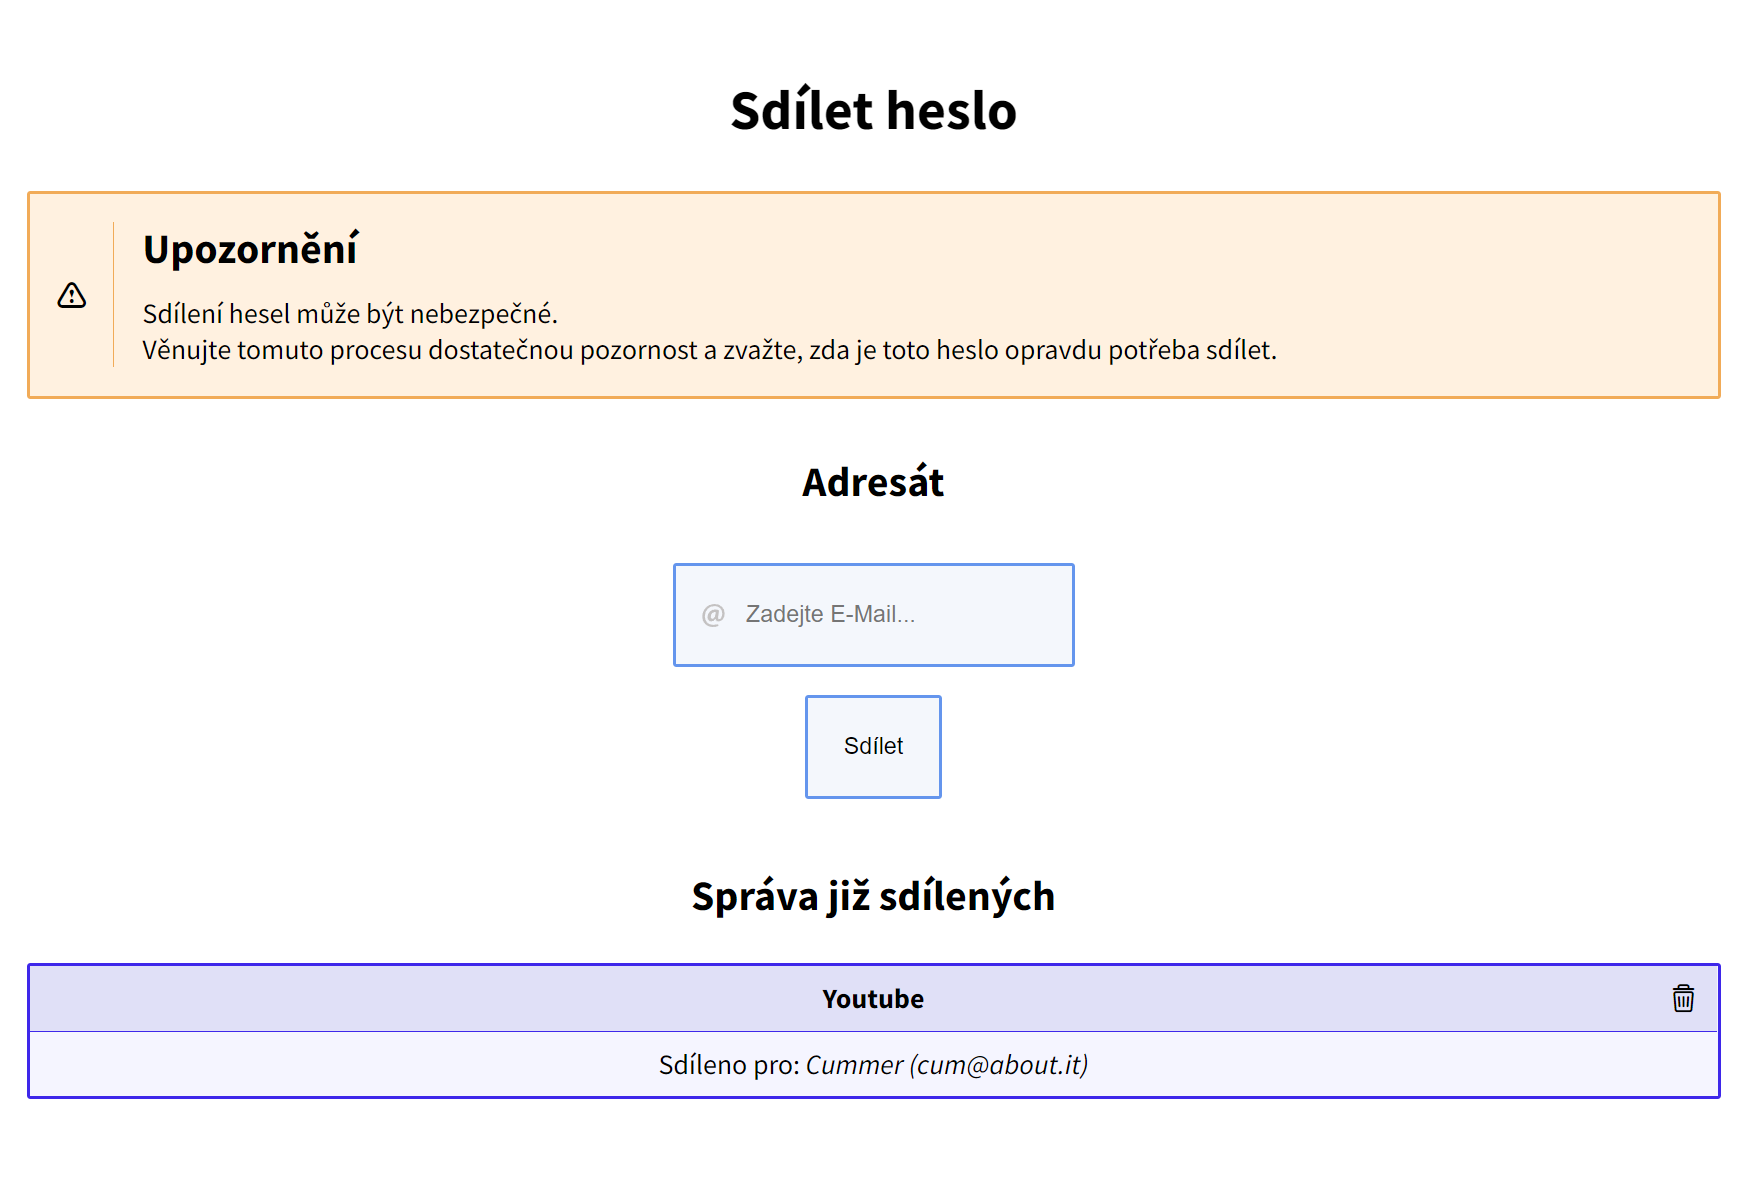 Sdílet heslo
Upozornění
Sdílení hesel může být nebezpečné.
Věnujte tomuto procesu dostatečnou pozornost a zvažte, zda je toto heslo opravdu potřeba sdílet.
Adresát
@ Zadejte E-Mail...
Sdílet
Správa již sdílených
Youtube
Sdíleno pro: Cummer (cum@about.it)